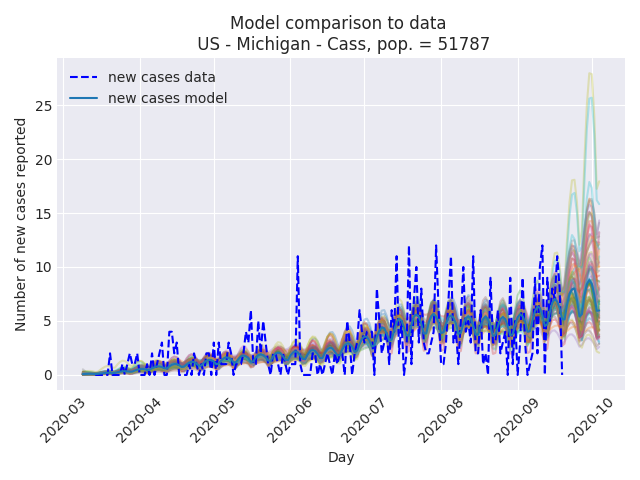 Model comparison to data
US - Michigan - Cass, pop. = 51787
new cases data
new cases model
Number of new cases reported
25
20
15
10
5
0
2020-03
2020-04
2020-05
2020-06
2020-07
2020-08
2020-09
2020-10
Day